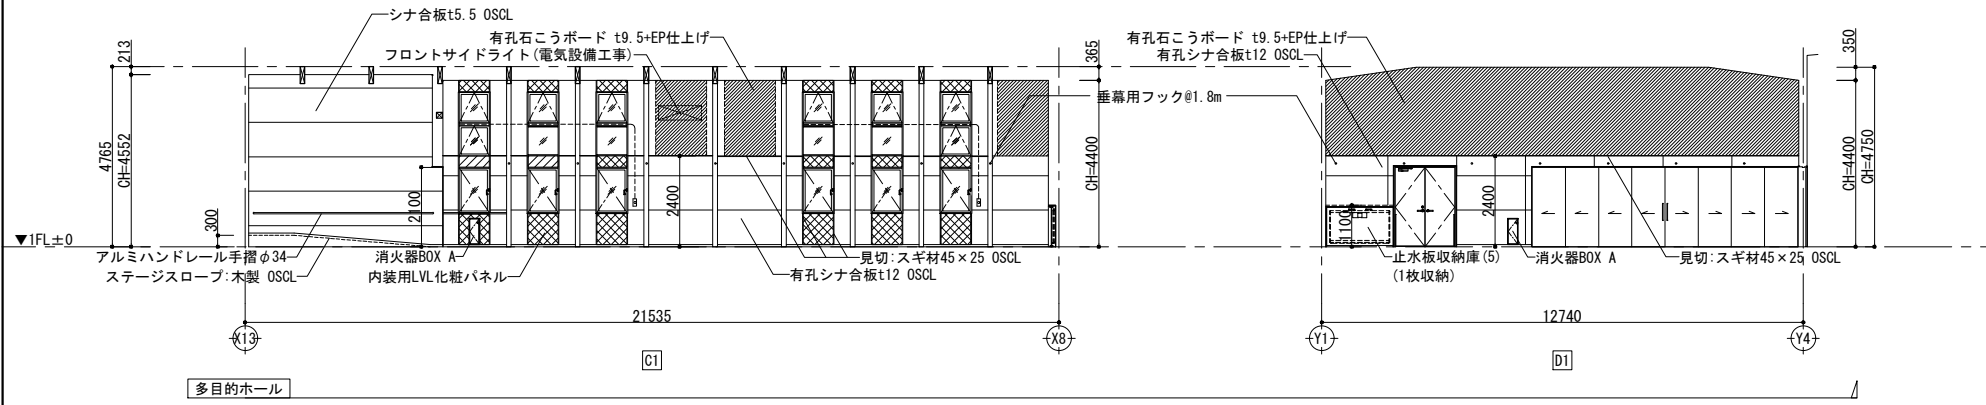 シナ合板t5.5 OSCL
有孔石こうボード t9.5+EP仕上げ
フロントサイドライト(電気設備工事)
213
4765
CH=4552
300
▼1FL±0
2100
2400
365
CH=4400
垂幕用フック@1.8m
アルミハンドレール手摺φ34
ステージスロープ:木製 OSCL
消火器BOX A
内装用LVL化粧パネル
見切:スギ材45×25 OSCL
有孔シナ合板t12 OSCL
21535
X13
X8
C1
有孔石こうボード t9.5+EP仕上げ
有孔シナ合板t12 OSCL
350
CH=4400
CH=4750
1100
2400
止水板収納庫(5)
(1枚収納)
消火器BOX A
見切:スギ材45×25 OSCL
12740
Y1
Y4
D1
多目的ホール